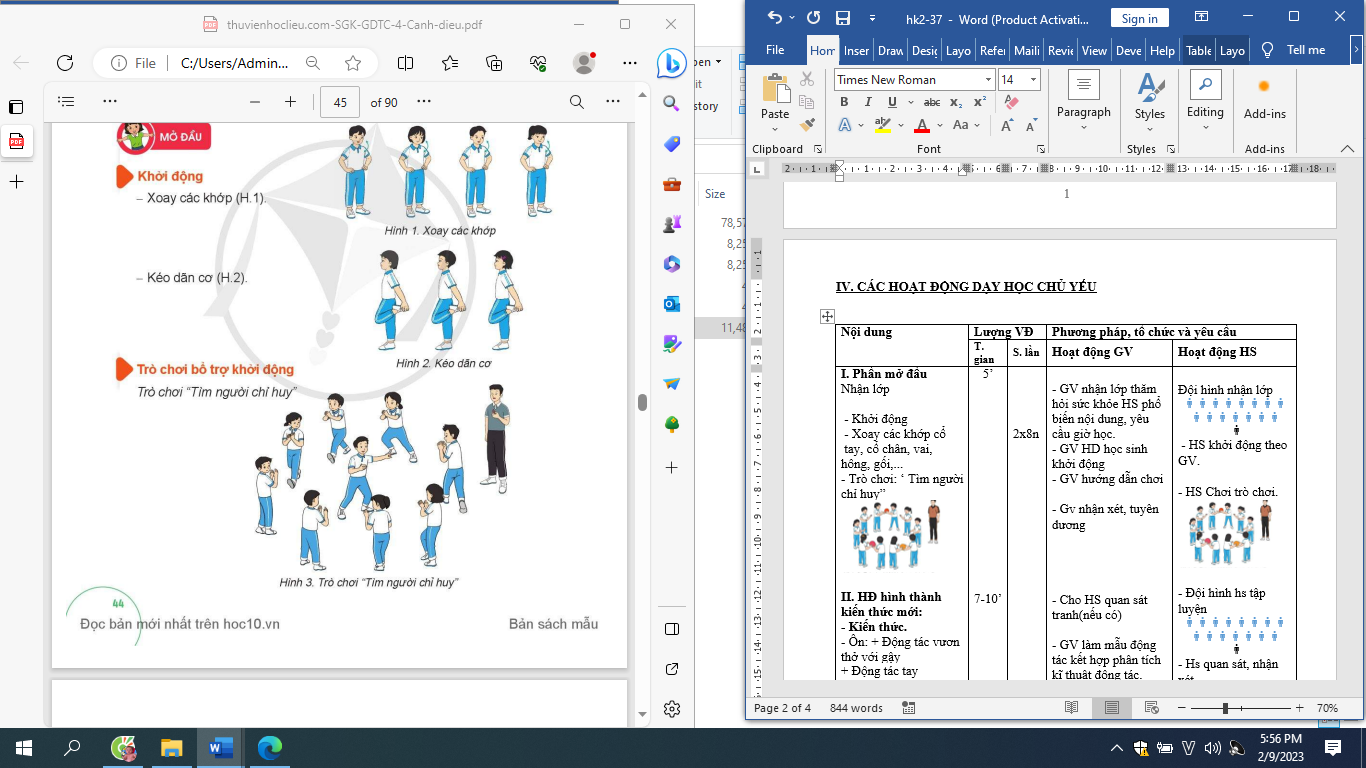 thuvienhoclieu.com-SGK-GDTC-4-Canh-dieu.pdf
File
C:/Users/Admin...
45
of 90
MỞ ĐẦU
Khởi động
– Xoay các khớp (H.1).
Hình 1. Xoay các khớp
– Kéo dãn cơ (H.2).
Hình 2. Kéo dãn cơ
Trò chơi bổ trợ khởi động
Trò chơi “Tìm người chỉ huy”
Hình 3. Trò chơi “Tìm người chỉ huy”
44
Đọc bản mới nhất trên hoc10.vn
Bản sách mẫu
Size
hk2-37 - Word (Product Activati...
Sign in
File
Hom
Inser
Draw
Desig
Layo
Refer
Maili
Revie
View
Deve
Help
Table
Layo
Tell me
Paste
Clipboard
Times New Roman
14
Font
Paragraph
Styles
Styles
Editing
Add-ins
Add-ins
1
IV. CÁC HOẠT ĐỘNG DẠY HỌC CHỦ YẾU
Nội dung
Lượng VĐ
Phương pháp, tổ chức và yêu cầu
T. gian
S. lần
Hoạt động GV
Hoạt động HS
I. Phần mở đầu
Nhận lớp
- Khởi động
- Xoay các khớp cổ
tay, cổ chân, vai,
hông, gối,...
- Trò chơi: ‘ Tìm người
chỉ huy”
5’
2x8n
- GV nhận lớp thăm
hỏi sức khỏe HS phổ
biến nội dung, yêu
cầu giờ học.
- GV HD học sinh
khởi động
- GV hướng dẫn chơi
- Gv nhận xét, tuyên
dương
Đội hình nhận lớp
- HS khởi động theo
GV.
- HS Chơi trò chơi.
II. HĐ hình thành
kiến thức mới:
- Kiến thức.
- Ôn: + Động tác vươn
thở với gậy
+ Động tác tay
7-10’
- Cho HS quan sát
tranh(nếu có)
- GV làm mẫu động
tác kết hợp phân tích
kĩ thuật động tác.
- Đội hình hs tập
luyện
- Hs quan sát, nhận
xét
Page 2 of 4
844 words
70%
5:56 PM
2/9/2023